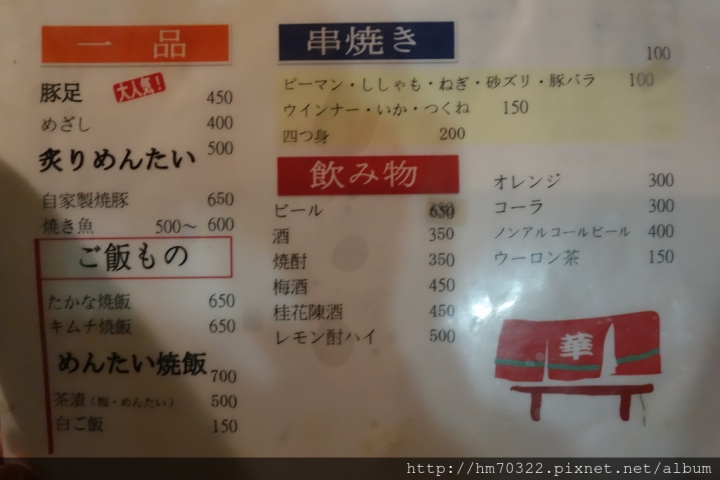 一品
豚足 大人気! 450
めざし 400
炙りめんたい 500
自家製焼豚 650
焼き魚 500〜 600
ご飯もの
たかな焼飯 650
キムチ焼飯 650
めんたい焼飯 700
茶漬(梅・めんたい) 500
白ご飯 150
串焼き
100
ピーマン・ししゃも・ねぎ・砂ズリ・豚バラ 100
ウインナー・いか・つくね 150
四つ身 200
飲み物
ビール 650
酒 350
焼酎 350
梅酒 450
桂花陳酒 450
レモン酎ハイ 500
オレンジ 300
コーラ 300
ノンアルコールビール 400
ウーロン茶 150
華
http://hm70322.pixnet.net/album